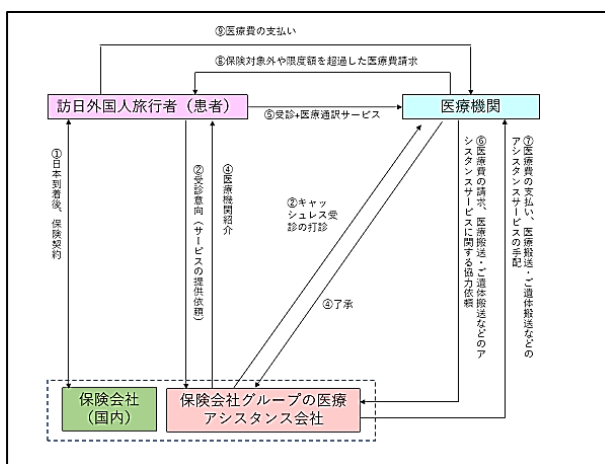 ⑨医療費の支払い
⑧保険対象外や限度額を超過した医療費請求
訪日外国人旅行者（患者）
医療機関
⑤受診+医療通訳サービス
①日本到着後、保険契約
②受診意向（サービスの提供依頼）
④医療機関紹介
②キャッ
シュレス受
診の打診
④了承
⑥医療費の請求、医療搬送・ご遺体搬送などのア
シスタンスサービスに関する協力依頼
⑦医療費の支払い、医療搬送・ご遺体搬送などの
アシスタンスサービスの手配
保険会社
（国内）
保険会社グループの医療
アシスタンス会社